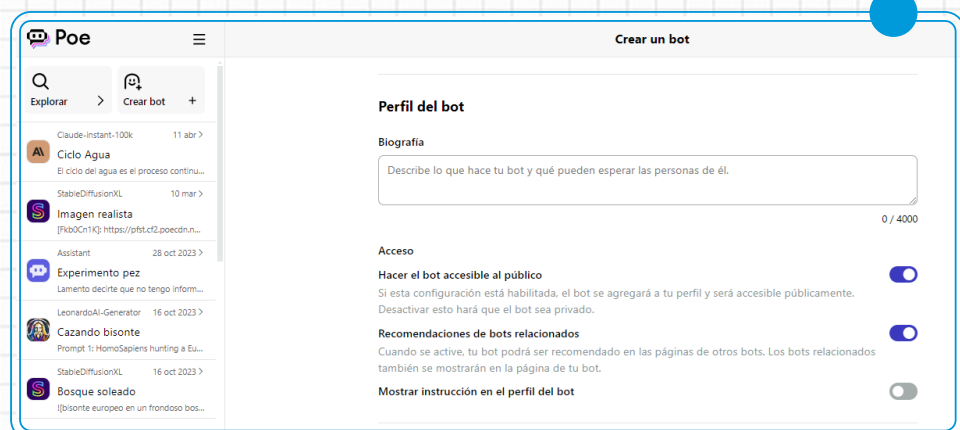 Poe
Crear un bot
Explorar
Crear bot +
Claude-instant-100k 11 abr
Ciclo Agua
El ciclo del agua es el proceso continu...
StableDiffusionXL 10 mar
Imagen realista
[Fkb0Cn1K]: https://pfst.cf2.poecdn.n...
Assistant 28 oct 2023
Experimento pez
Lamento decirte que no tengo inform...
LeonardoAI-Generator 16 oct 2023
Cazando bisonte
Prompt 1: HomoSapiens hunting a Eu...
StableDiffusionXL 16 oct 2023
Bosque soleado
![bisonte europeo en un frondoso bos...
Perfil del bot
Biografía
Describe lo que hace tu bot y qué pueden esperar las personas de él.
0 / 4000
Acceso
Hacer el bot accesible al público
Si esta configuración está habilitada, el bot se agregará a tu perfil y será accesible públicamente.
Desactivar esto hará que el bot sea privado.
Recomendaciones de bots relacionados
Cuando se active, tu bot podrá ser recomendado en las páginas de otros bots. Los bots relacionados
también se mostrarán en la página de tu bot.
Mostrar instrucción en el perfil del bot